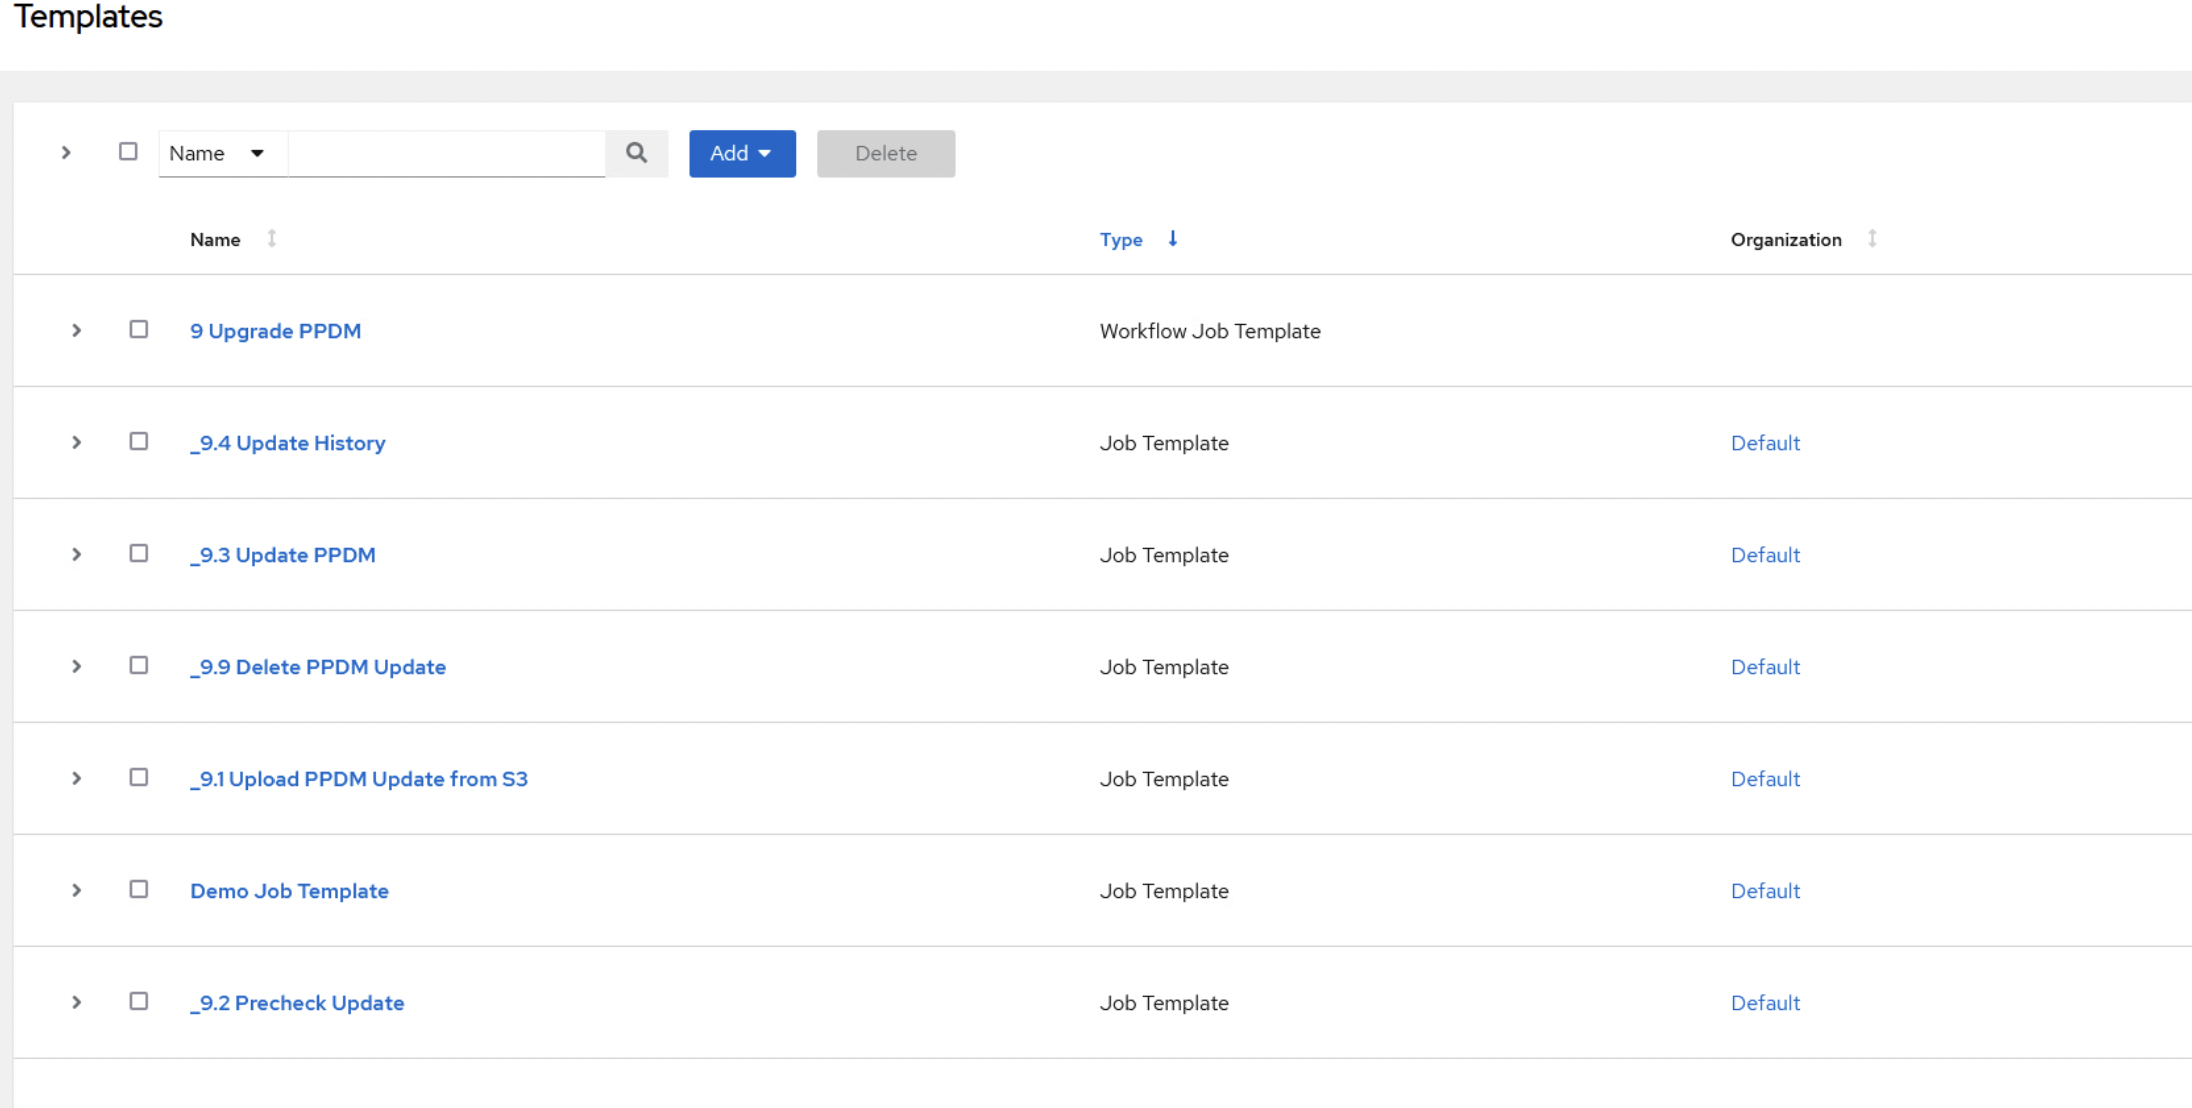 Templates
Name Add Delete
Name Type Organization
9 Upgrade PPDM Workflow Job Template
_9.4 Update History Job Template Default
_9.3 Update PPDM Job Template Default
_9.9 Delete PPDM Update Job Template Default
_9.1 Upload PPDM Update from S3 Job Template Default
Demo Job Template Job Template Default
_9.2 Precheck Update Job Template Default